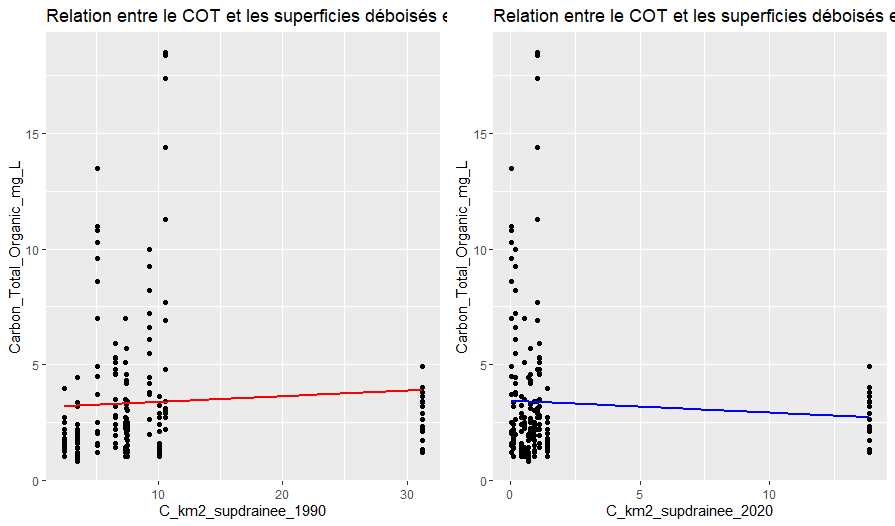 Relation entre le COT et les superficies déboisés e
Relation entre le COT et les superficies déboisés e
Carbon_Total_Organic_mg_L
15
10
5
0
10
20
30
C_km2_supdrainee_1990
Carbon_Total_Organic_mg_L
15
10
5
0
0
5
10
C_km2_supdrainee_2020